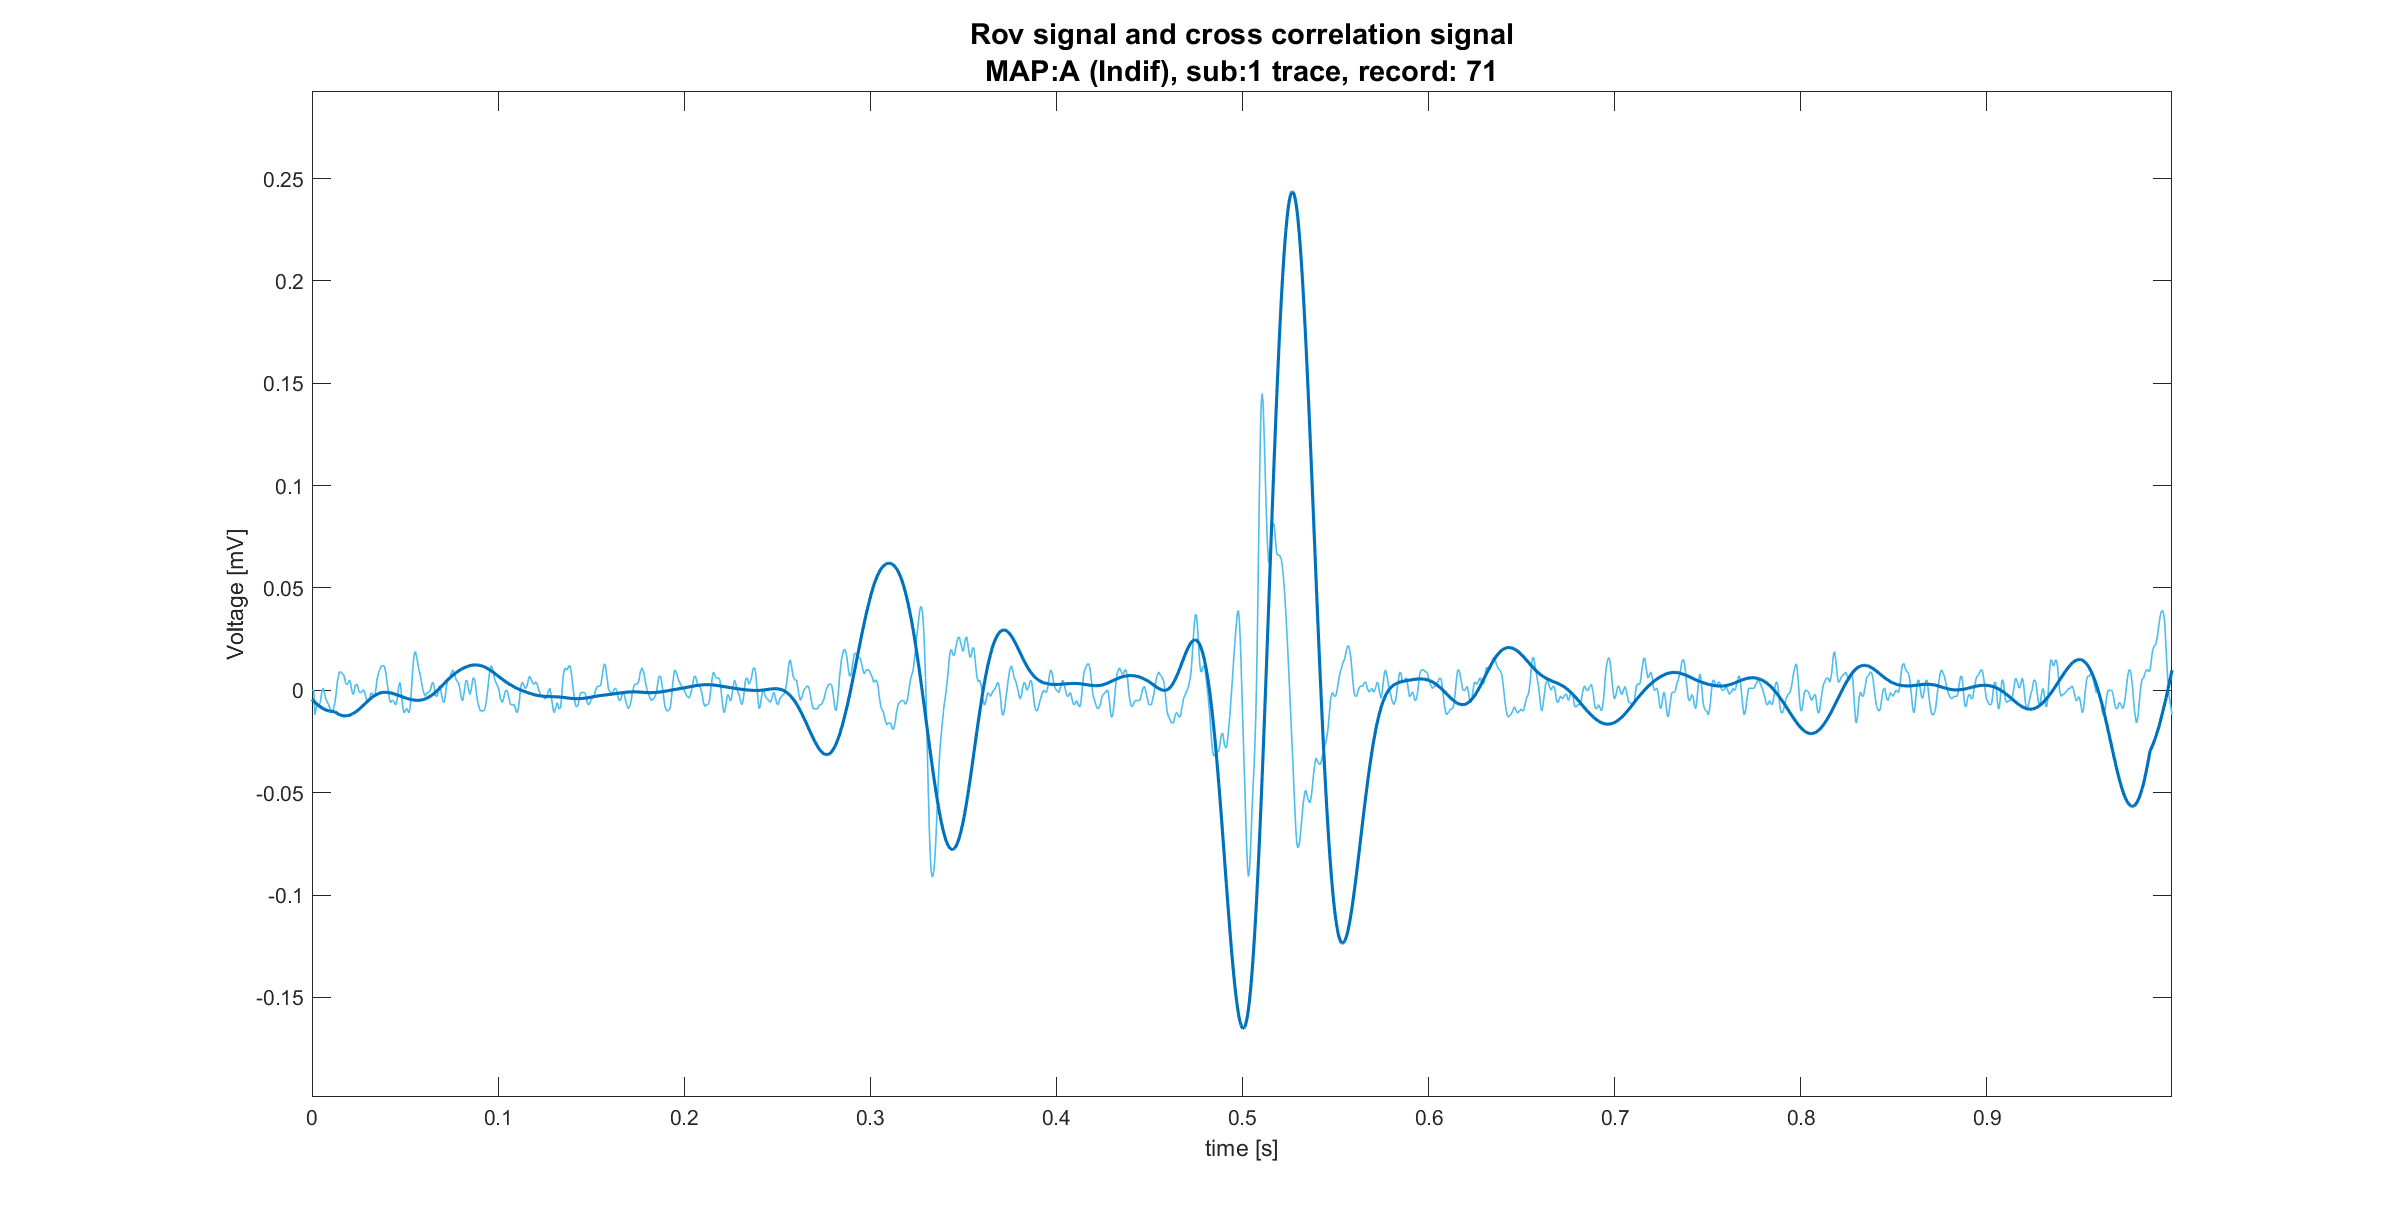 Rov signal and cross correlation signal
MAP:A (Indif), sub:1 trace, record: 71
0.25
0.2
0.15
0.1
0.05
0
-0.05
-0.1
-0.15
Voltage [mV]
0 0.1 0.2 0.3 0.4 0.5 0.6 0.7 0.8 0.9
time [s]